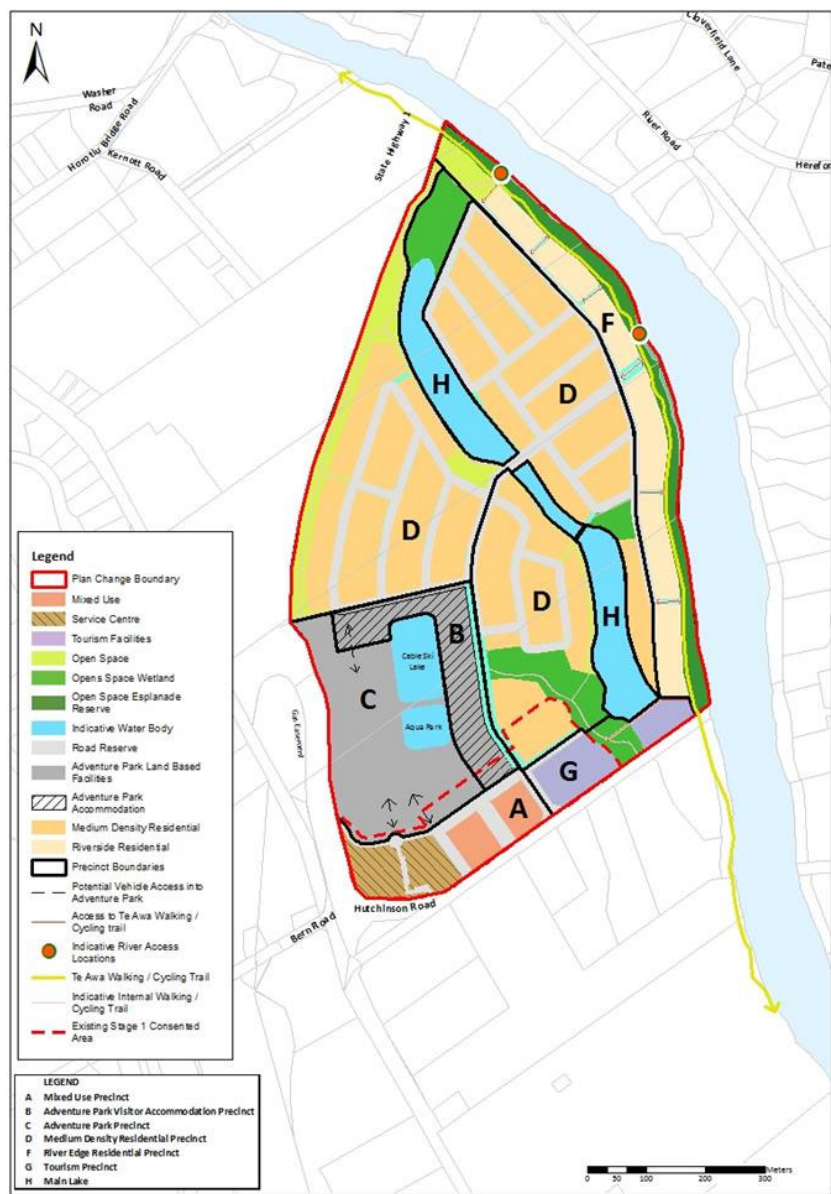 N
Washer
Road
Horotiu Bridge Road
Kernott Road
State Highway 1
Cloverfield Lane
River Road
F
H
D
D
D
H
B
Cable Ski
Lake
C
Aqua Park
Gas Easement
G
A
Bern Road
Hutchinson Road
Legend
Plan Change Boundary
Mixed Use
Service Centre
Tourism Facilities
Open Space
Opens Space Wetland
Open Space Esplanade
Reserve
Indicative Water Body
Road Reserve
Adventure Park Land Based
Facilities
Adventure Park
Accommodation
Medium Density Residential
Riverside Residential
Precinct Boundaries
Potential Vehicle Access into
Adventure Park
Access to Te Awa Walking /
Cycling trail
Indicative River Access
Locations
Te Awa Walking / Cycling Trail
Indicative Internal Walking /
Cycling Trail
Existing Stage 1 Consented
Area
LEGEND
A Mixed Use Precinct
B Adventure Park Visitor Accommodation Precinct
C Adventure Park Precinct
D Medium Density Residential Precinct
F River Edge Residential Precinct
G Tourism Precinct
H Main Lake
Meters
0 50 100 200 300